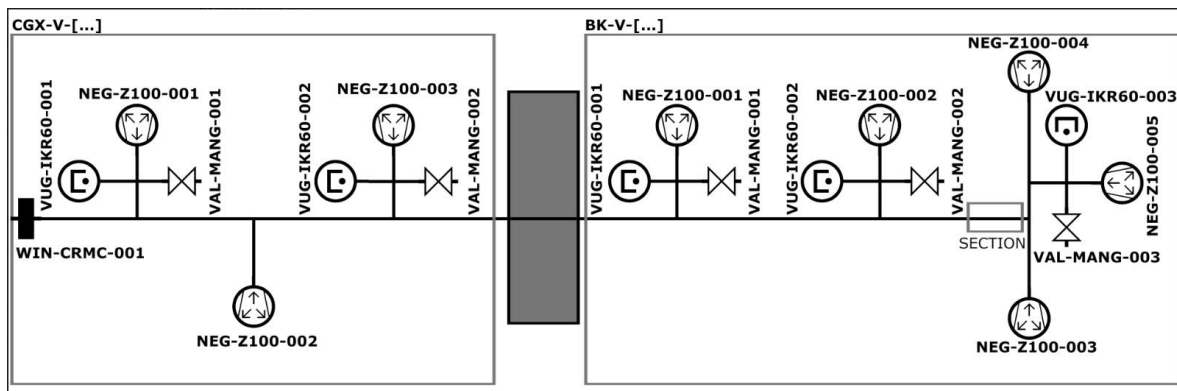 CGX-V-[...]
VUG-IKR60-001
NEG-Z100-001
VAL-MANG-001
VUG-IKR60-002
NEG-Z100-003
VAL-MANG-002
WIN-CRMC-001
NEG-Z100-002
BK-V-[...]
VUG-IKR60-001
NEG-Z100-001
VAL-MANG-001
VUG-IKR60-002
NEG-Z100-002
VAL-MANG-002
NEG-Z100-004
VUG-IKR60-003
NEG-Z100-005
SECTION
VAL-MANG-003
NEG-Z100-003